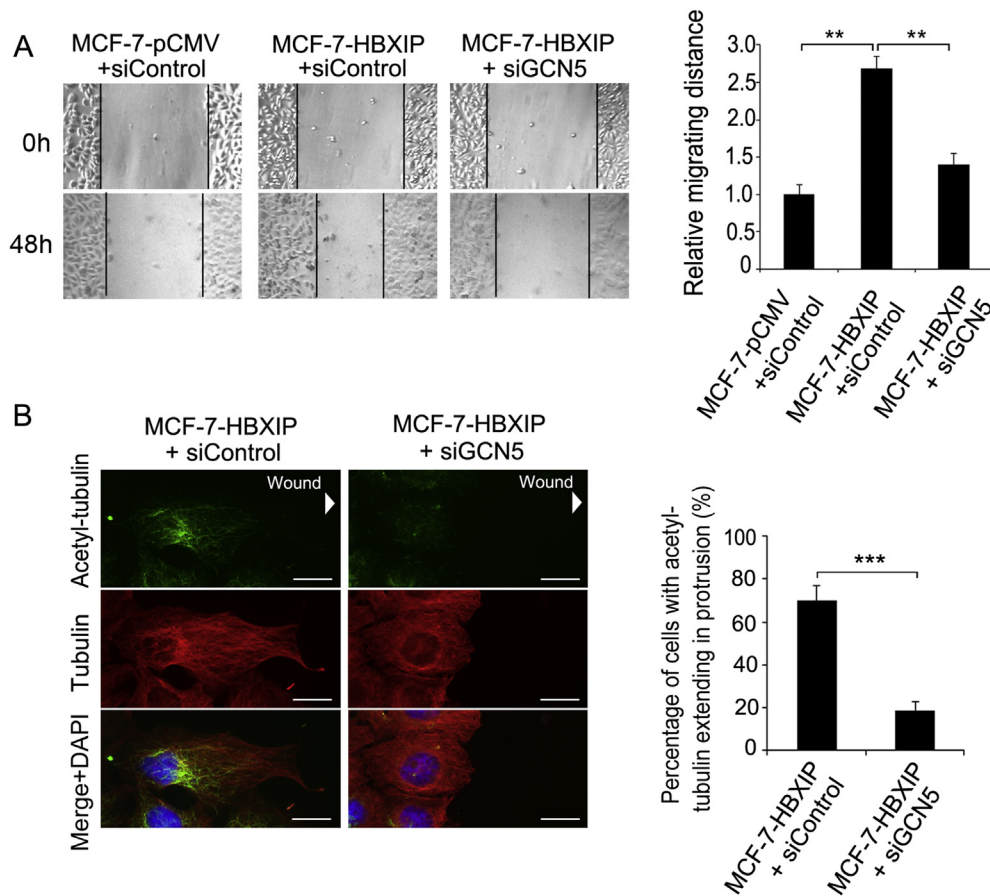 A
MCF-7-pCMV
+siControl
MCF-7-HBXIP
+siControl
MCF-7-HBXIP
+ siGCN5
0h
48h
Relative migrating distance
3.0
2.5
2.0
1.5
1.0
0.5
0
**
**
MCF-7-pCMV
+siControl
MCF-7-HBXIP
+siControl
MCF-7-HBXIP
+ siGCN5
B
MCF-7-HBXIP
+ siControl
MCF-7-HBXIP
+ siGCN5
Acetyl-tubulin
Wound
Wound
Tubulin
Merge+DAPI
Percentage of cells with acetyl-
tubulin extending in protrusion (%)
100
80
60
40
20
0
***
MCF-7-HBXIP
+ siControl
MCF-7-HBXIP
+ siGCN5